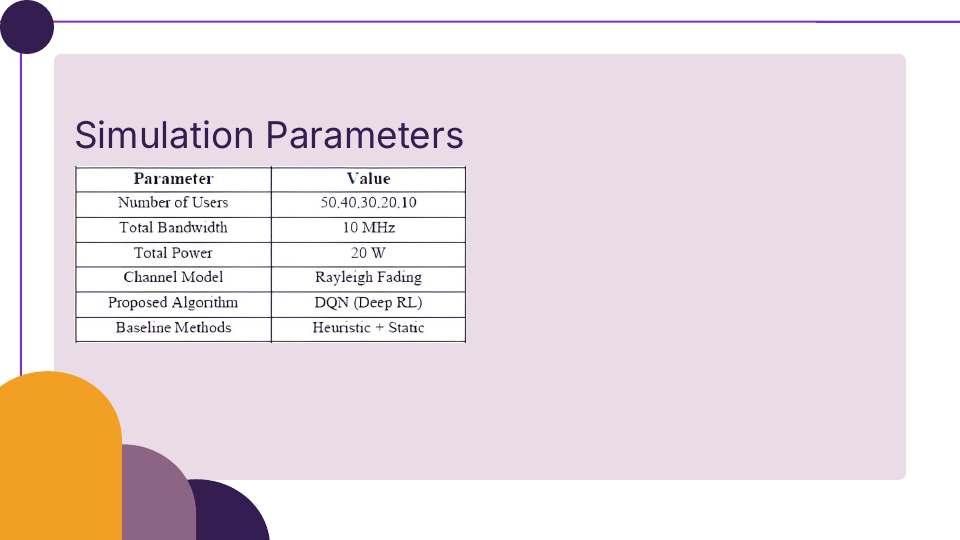 Simulation Parameters
Parameter Value
Number of Users 50,40,30,20,10
Total Bandwidth 10 MHz
Total Power 20 W
Channel Model Rayleigh Fading
Proposed Algorithm DQN (Deep RL)
Baseline Methods Heuristic + Static